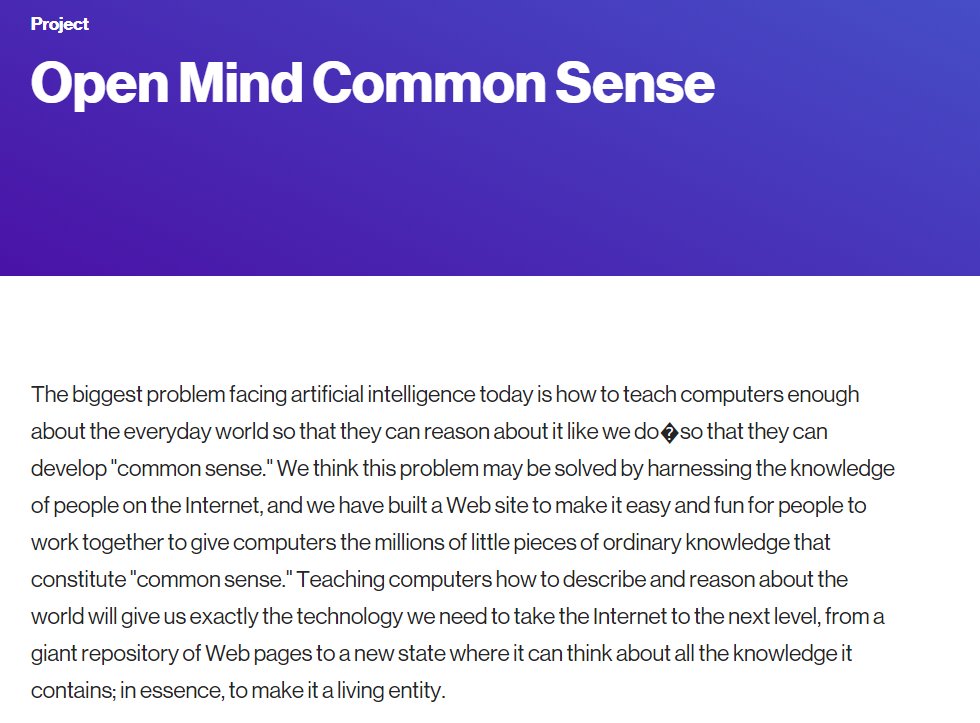 Project
Open Mind Common Sense
The biggest problem facing artificial intelligence today is how to teach computers enough
about the everyday world so that they can reason about it like we do�so that they can
develop "common sense." We think this problem may be solved by harnessing the knowledge
of people on the Internet, and we have built a Web site to make it easy and fun for people to
work together to give computers the millions of little pieces of ordinary knowledge that
constitute "common sense." Teaching computers how to describe and reason about the
world will give us exactly the technology we need to take the Internet to the next level, from a
giant repository of Web pages to a new state where it can think about all the knowledge it
contains; in essence, to make it a living entity.